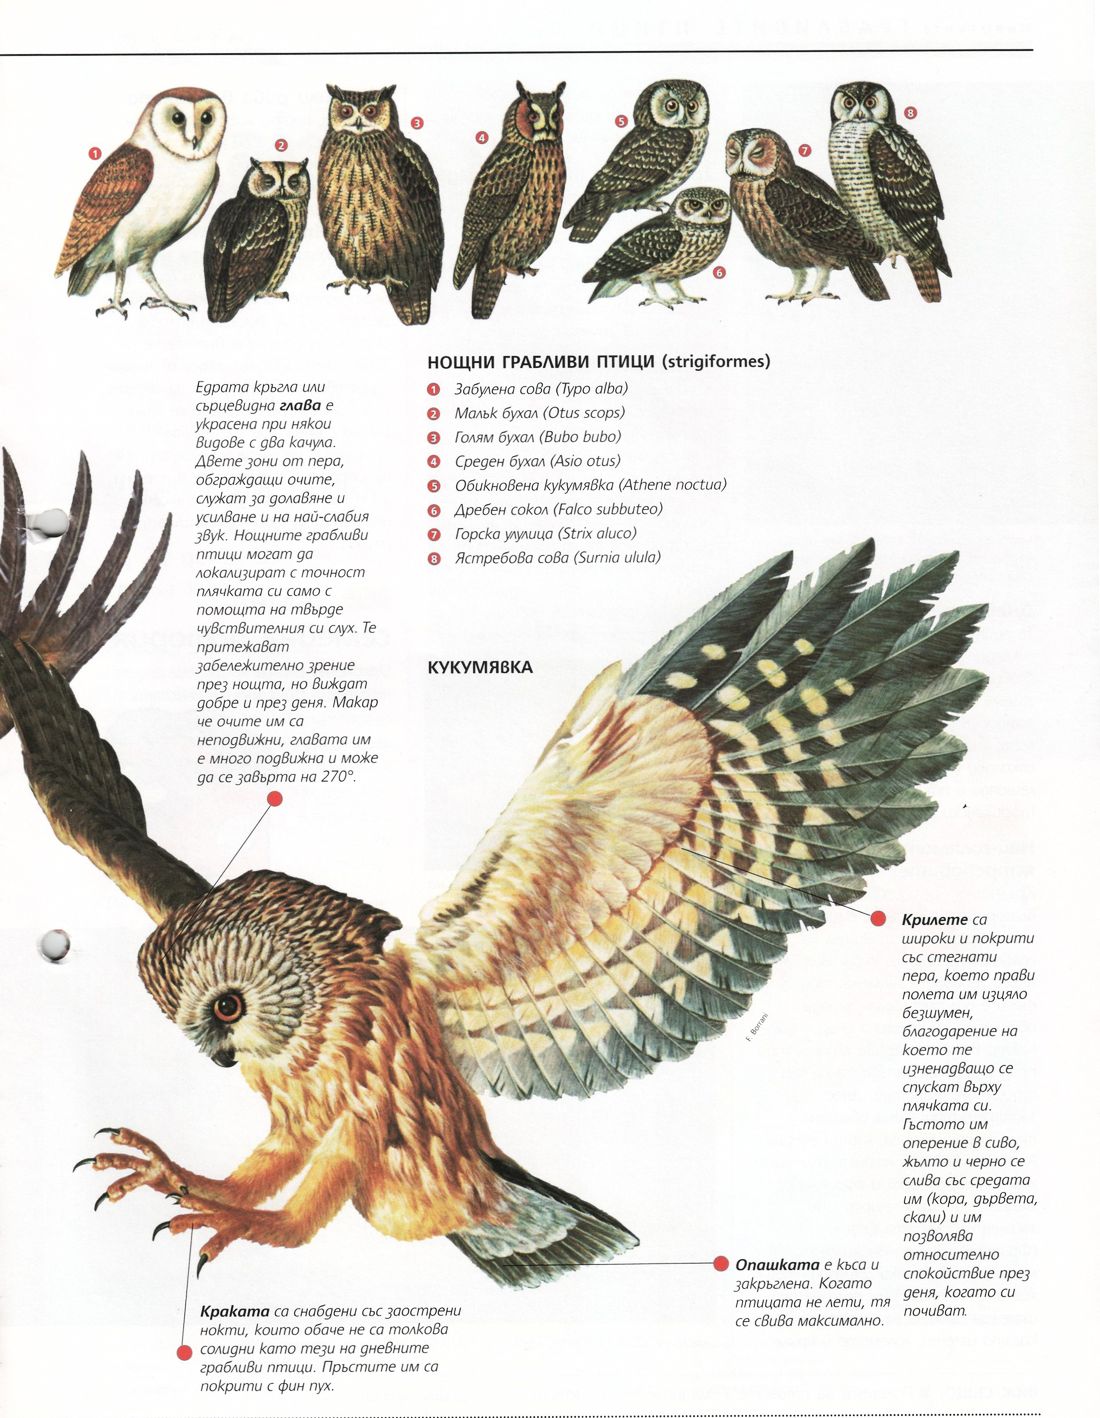 1
2
3
4
5
6
7
8
НОЩНИ ГРАБЛИВИ ПТИЦИ (strigiformes)
1 Забулена сова (Typo alba)
2 Малък бухал (Otus scops)
3 Голям бухал (Bubo bubo)
4 Среден бухал (Asio otus)
5 Обикновена кукумявка (Athene noctua)
6 Дребен сокол (Falco subbuteo)
7 Горска улулица (Strix aluco)
8 Ястребова сова (Surnia ulula)
Едрата кръгла или
сърцевидна глава е
украсена при някои
видове с два качула.
Двете зони от пера,
обграждащи очите,
служат за долавяне и
усилване и на най-слабия
звук. Нощните грабливи
птици могат да
локализират с точност
плячката си само с
помощта на твърде
чувствителния си слух. Те
притежават
забележително зрение
през нощта, но виждат
добре и през деня. Макар
че очите им са
неподвижни, главата им
е много подвижна и може
да се завърта на 270°.
КУКУМЯВКА
Крилете са
широки и покрити
със стегнати
пера, което прави
полета им изцяло
безшумен,
благодарение на
което те
изненадващо се
спускат върху
плячката си.
Гъстото им
оперение в сиво,
жълто и черно се
слива със средата
им (кора, дървета,
скали) и им
позволява
относително
спокойствие през
деня, когато си
почиват.
F. Borrani
Опашката е къса и
закръглена. Когато
птицата не лети, тя
се свива максимално.
Краката са снабдени със заострени
нокти, които обаче не са толкова
солидни като тези на дневните
грабливи птици. Пръстите им са
покрити с фин пух.